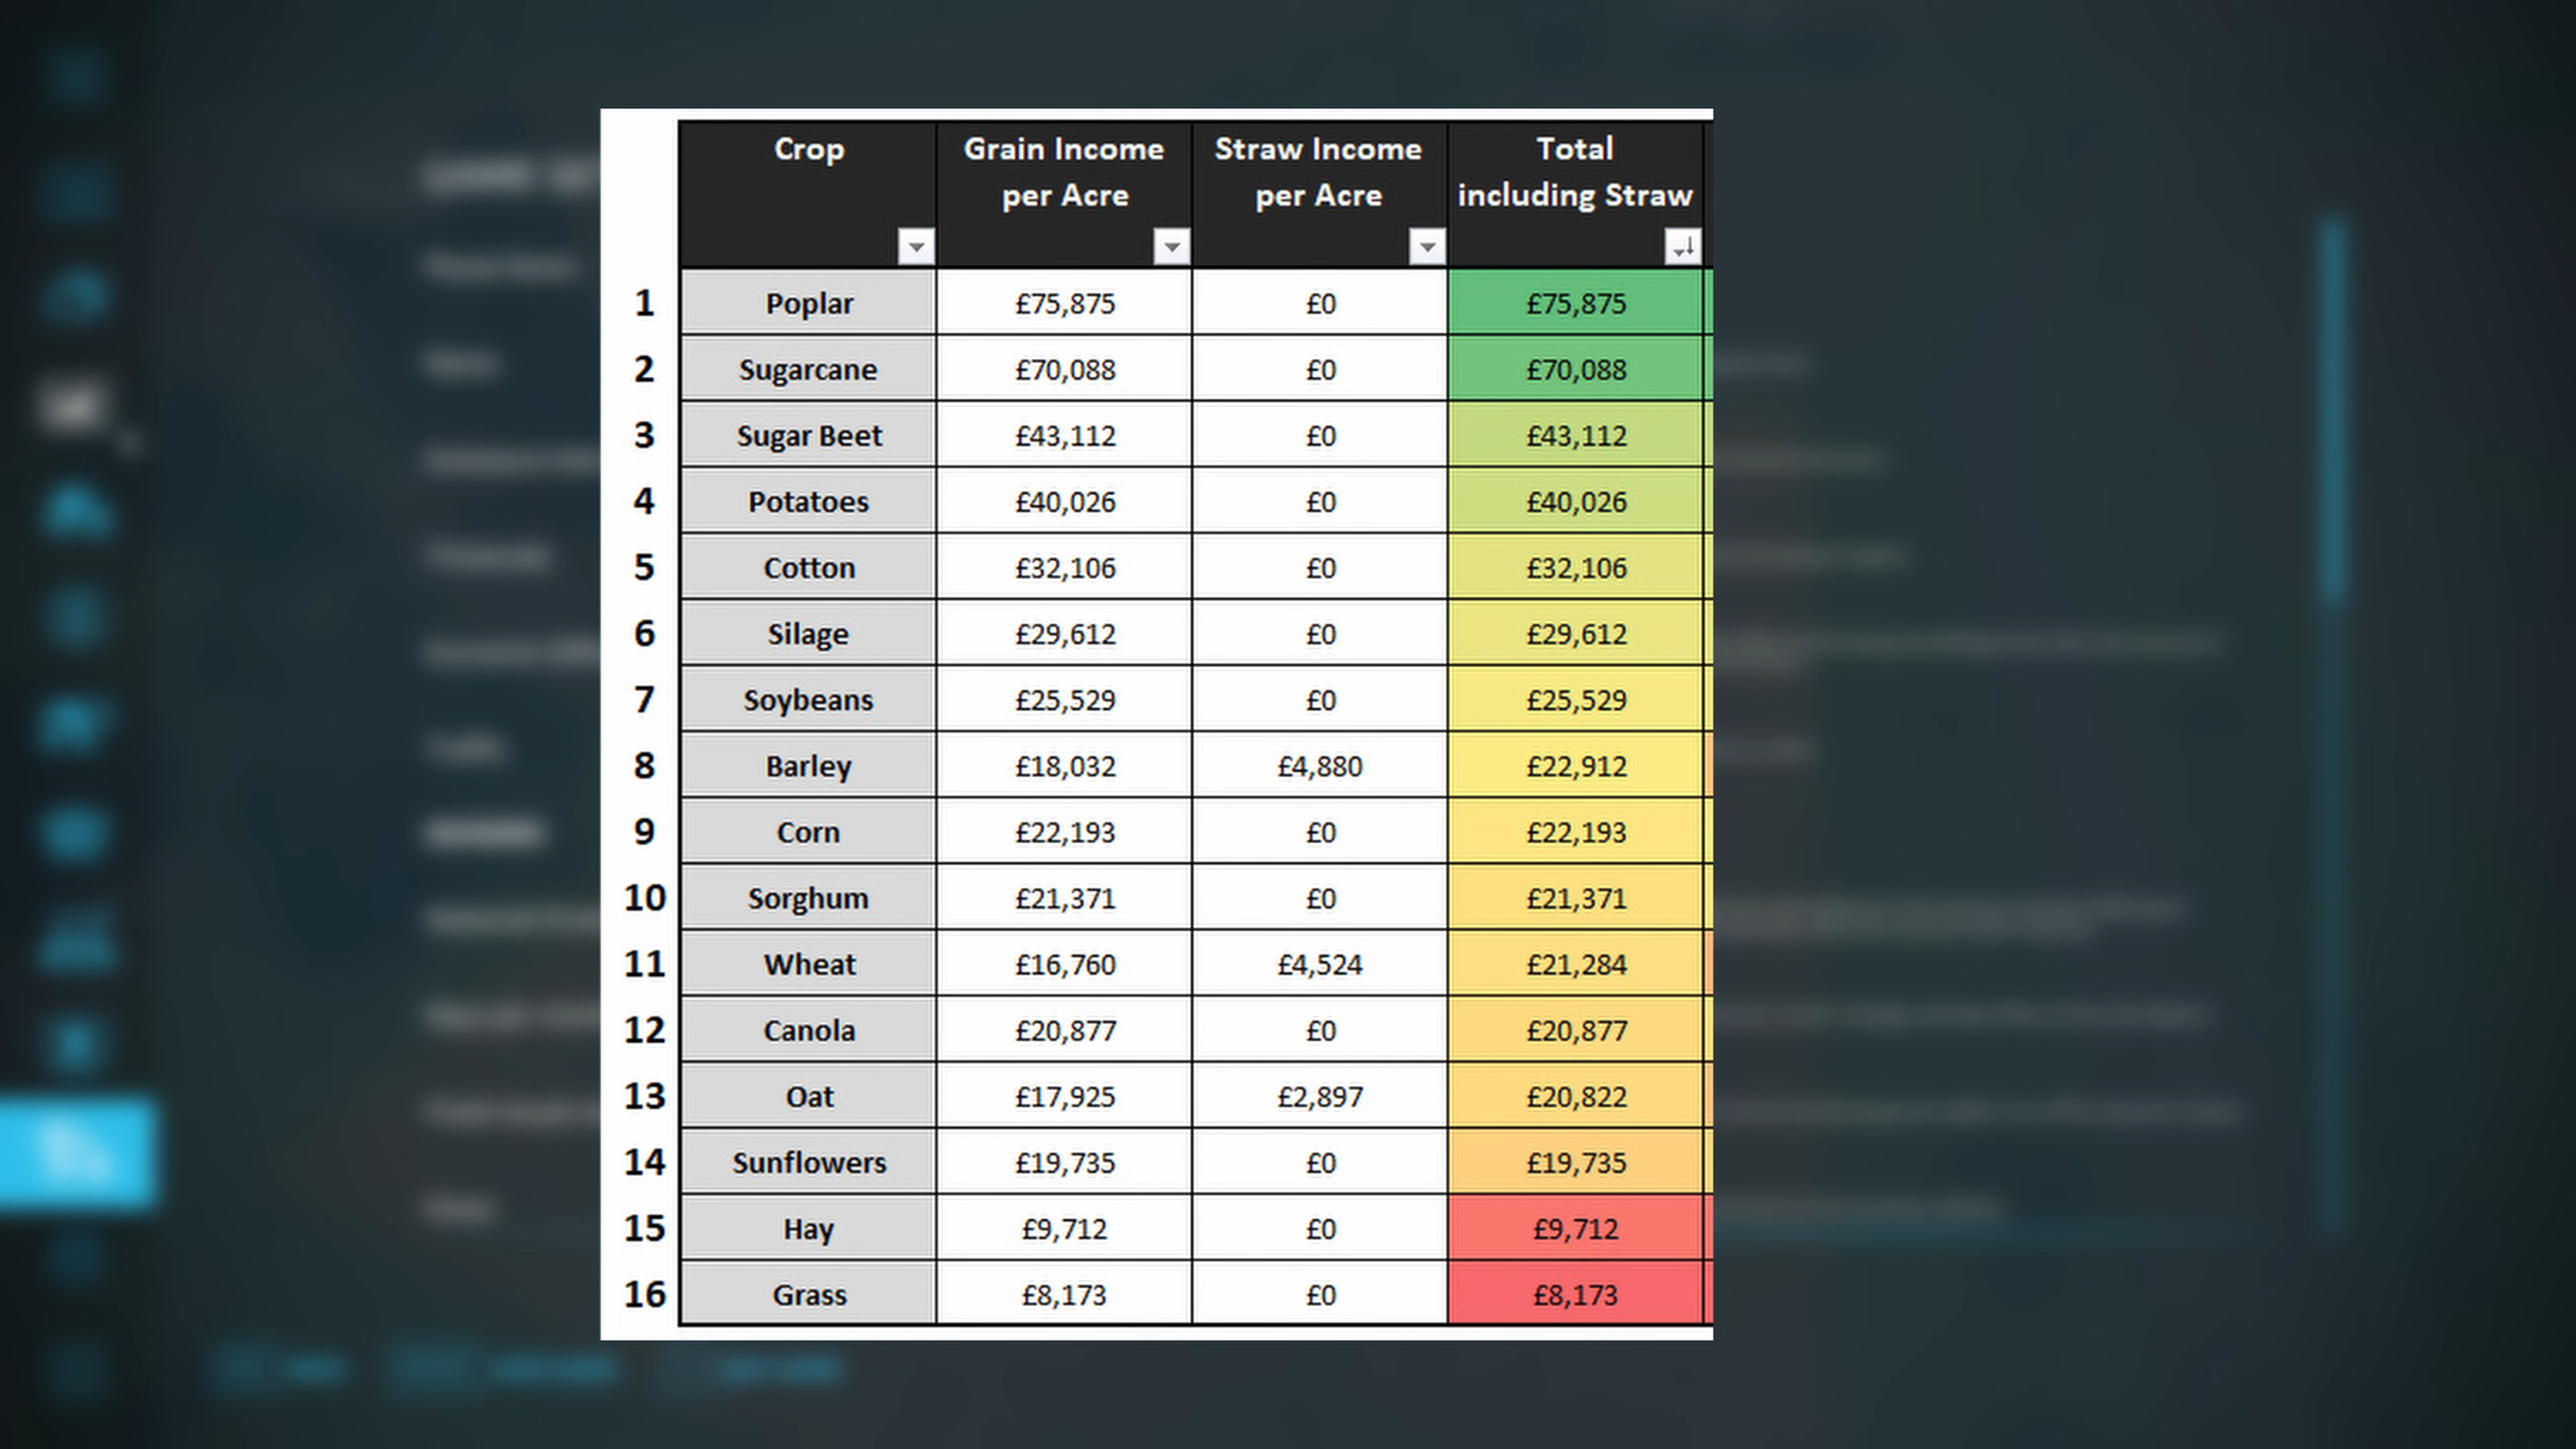 Crop Grain Income Straw Income Total
per Acre per Acre including Straw
1 Poplar £75,875 £0 £75,875
2 Sugarcane £70,088 £0 £70,088
3 Sugar Beet £43,112 £0 £43,112
4 Potatoes £40,026 £0 £40,026
5 Cotton £32,106 £0 £32,106
6 Silage £29,612 £0 £29,612
7 Soybeans £25,529 £0 £25,529
8 Barley £18,032 £4,880 £22,912
9 Corn £22,193 £0 £22,193
10 Sorghum £21,371 £0 £21,371
11 Wheat £16,760 £4,524 £21,284
12 Canola £20,877 £0 £20,877
13 Oat £17,925 £2,897 £20,822
14 Sunflowers £19,735 £0 £19,735
15 Hay £9,712 £0 £9,712
16 Grass £8,173 £0 £8,173